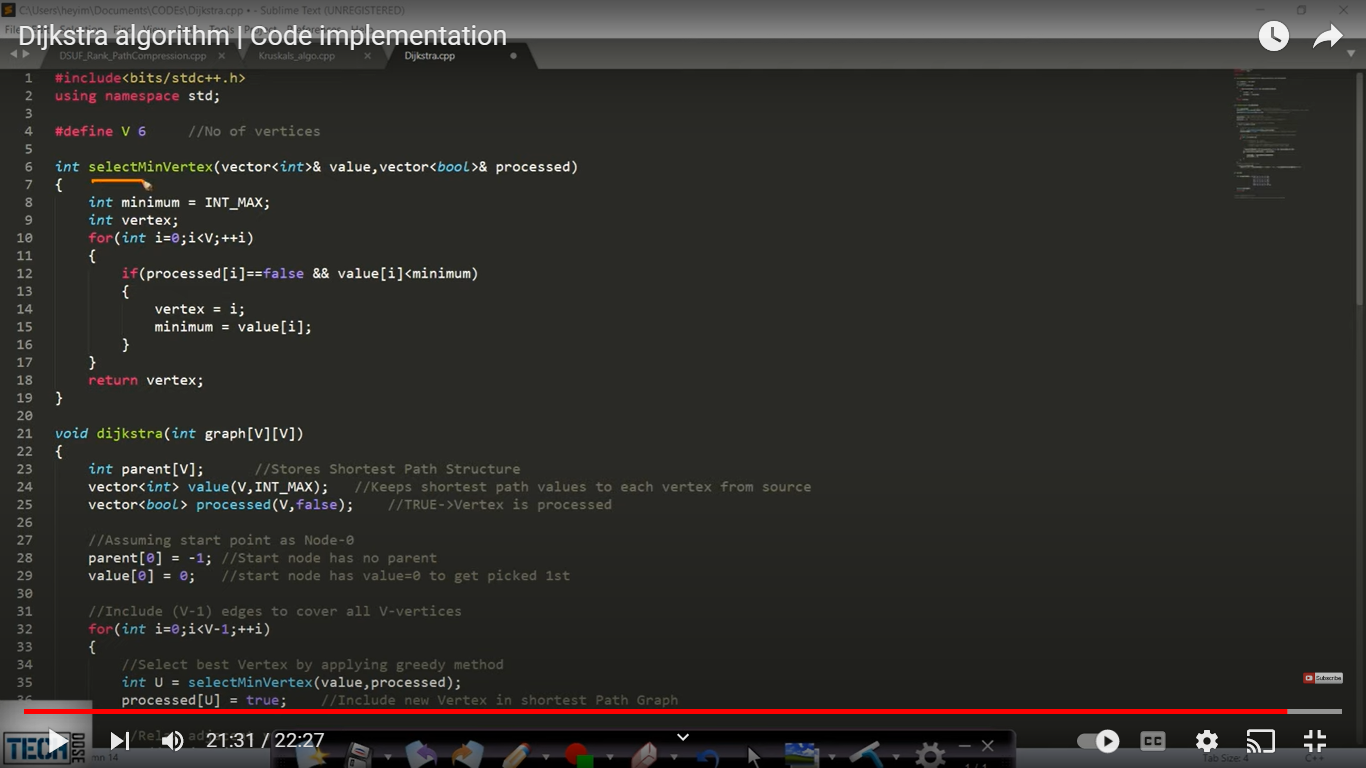 C:\Users\heyim\Documents\CODEs\Dijkstra.cpp • - Sublime Text (UNREGISTERED)
Dijkstra algorithm | Code implementation
DSUF_Rank_PathCompression.cpp
Kruskals_algo.cpp
Dijkstra.cpp
1 #include<bits/stdc++.h>
2 using namespace std;
3
4 #define V 6     //No of vertices
5
6 int selectMinVertex(vector<int>& value,vector<bool>& processed)
7 {
8     int minimum = INT_MAX;
9     int vertex;
10     for(int i=0;i<V;++i)
11     {
12         if(processed[i]==false && value[i]<minimum)
13         {
14             vertex = i;
15             minimum = value[i];
16         }
17     }
18     return vertex;
19 }
20
21 void dijkstra(int graph[V][V])
22 {
23     int parent[V];      //Stores Shortest Path Structure
24     vector<int> value(V,INT_MAX);   //Keeps shortest path values to each vertex from source
25     vector<bool> processed(V,false);    //TRUE->Vertex is processed
26
27     //Assuming start point as Node-0
28     parent[0] = -1; //Start node has no parent
29     value[0] = 0;   //start node has value=0 to get picked 1st
30
31     //Include (V-1) edges to cover all V-vertices
32     for(int i=0;i<V-1;++i)
33     {
34         //Select best Vertex by applying greedy method
35         int U = selectMinVertex(value,processed);
36         processed[U] = true;    //Include new Vertex in shortest Path Graph
Subscribe
TECH DOSE
21:31 / 22:27
CC
Tab Size: 4
C++